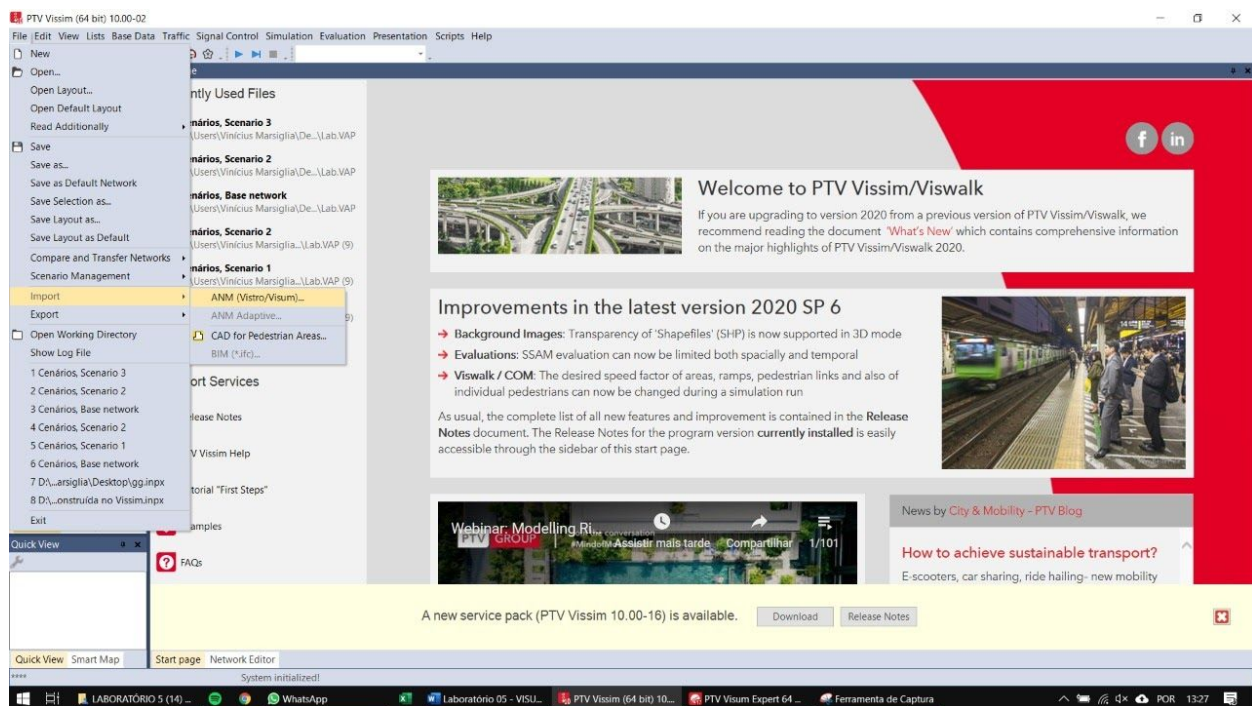 PTV Vissim (64 bit) 10.00-02
File Edit View Lists Base Data Traffic Signal Control Simulation Evaluation Presentation Scripts Help
New
Open...
Open Layout...
Open Default Layout
Read Additionally
Save
Save as...
Save as Default Network
Save Selection as...
Save Layout as...
Save Layout as Default
Compare and Transfer Networks
Scenario Management
Import
Export
Open Working Directory
Show Log File
1 Cenários, Scenario 3
2 Cenários, Scenario 2
3 Cenários, Base network
4 Cenários, Scenario 2
5 Cenários, Scenario 1
6 Cenários, Base network
7 D:\...arsiglia\Desktop\gg.inpx
8 D:\...onstruída no Vissim.inpx
Exit
ANM (Vistro/Visum)...
ANM Adaptive...
CAD for Pedestrian Areas...
BIM (*.ifc)...
ntly Used Files
enários, Scenario 3
\Users\Vinícius Marsiglia\De...\Lab.VAP
enários, Scenario 2
\Users\Vinícius Marsiglia\De...\Lab.VAP
enários, Base network
\Users\Vinícius Marsiglia\De...\Lab.VAP
enários, Scenario 2
\Users\Vinícius Marsiglia...\Lab.VAP (9)
enários, Scenario 1
\Users\Vinícius Marsiglia...\Lab.VAP (9)
9)
ort Services
elease Notes
V Vissim Help
torial "First Steps"
amples
FAQs
f in
Welcome to PTV Vissim/Viswalk
If you are upgrading to version 2020 from a previous version of PTV Vissim/Viswalk, we
recommend reading the document 'What's New' which contains comprehensive information
on the major highlights of PTV Vissim/Viswalk 2020.
Improvements in the latest version 2020 SP 6
→ Background Images: Transparency of 'Shapefiles' (SHP) is now supported in 3D mode
→ Evaluations: SSAM evaluation can now be limited both spacially and temporal
→ Viswalk / COM: The desired speed factor of areas, ramps, pedestrian links and also of
individual pedestrians can now be changed during a simulation run
As usual, the complete list of all new features and improvement is contained in the Release
Notes document. The Release Notes for the program version currently installed is easily
accessible through the sidebar of this start page.
Webinar: Modelling Ri...
PTV GROUP
the conversation
#MindofMo
Assistir mais tarde
Compartilhar
1/101
News by City & Mobility - PTV Blog
How to achieve sustainable transport?
E-scooters, car sharing, ride hailing- new mobility
A new service pack (PTV Vissim 10.00-16) is available. Download Release Notes
Quick View
Quick View Smart Map Start page Network Editor
**** System initialized!
LABORATÓRIO 5 (14) ... WhatsApp Laboratório 05 - VISU... PTV Vissim (64 bit) 10.... PTV Visum Expert 64 ... Ferramenta de Captura POR 13:27